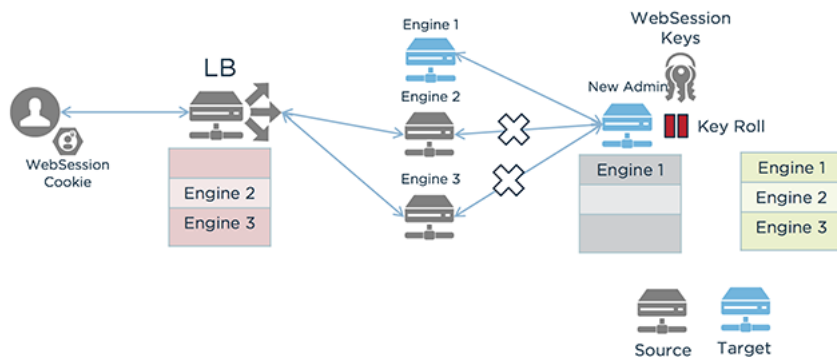 WebSession
Keys
Engine 1
LB
New Admin
Engine 2
Key Roll
WebSession
Cookie
Engine 3
Engine 2
Engine 3
Engine 1
Engine 1
Engine 2
Engine 3
Source
Target